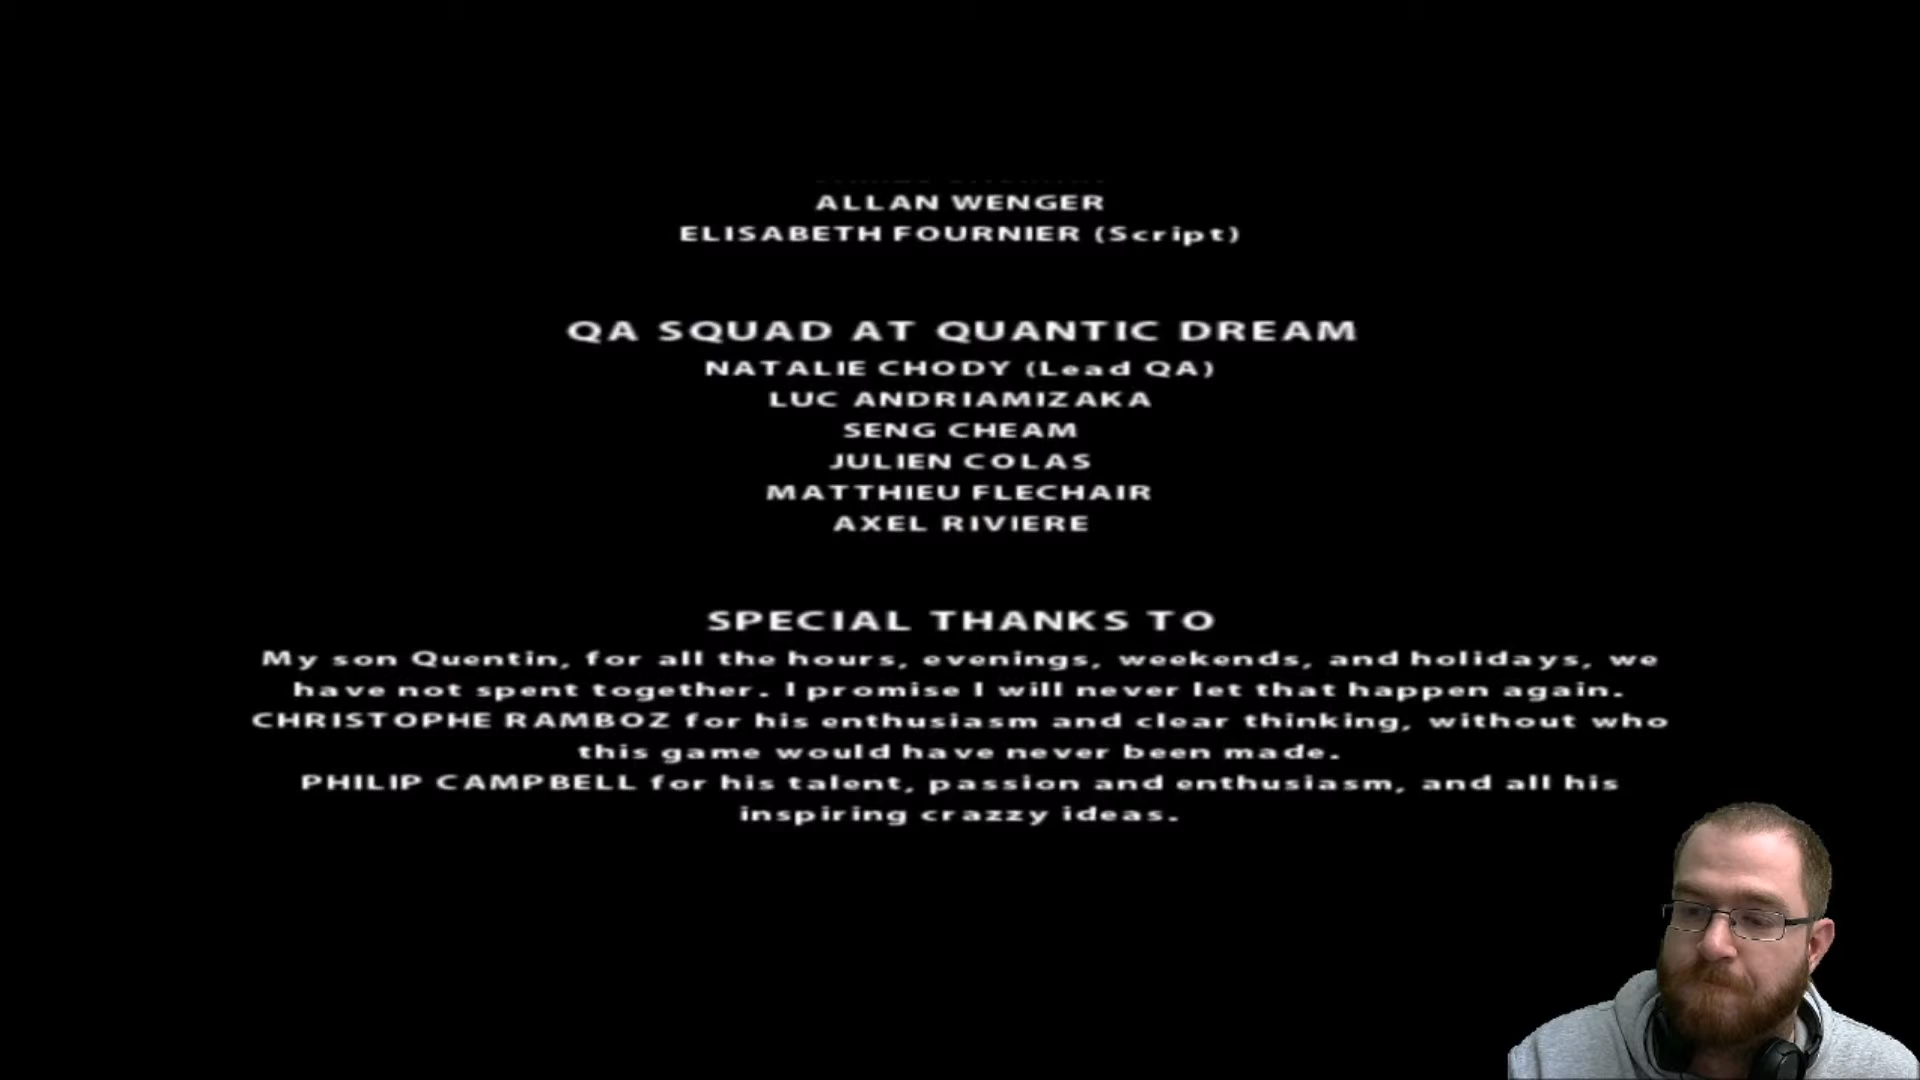 ALLAN WENGER
ELISABETH FOURNIER (Script)
QA SQUAD AT QUANTIC DREAM
NATALIE CHODY (Lead QA)
LUC ANDRIAMIZAKA
SENG CHEAM
JULIEN COLAS
MATTHIEU FLECHAIR
AXEL RIVIERE
SPECIAL THANKS TO
My son Quentin, for all the hours, evenings, weekends, and holidays, we
have not spent together. I promise I will never let that happen again.
CHRISTOPHE RAMBOZ for his enthusiasm and clear thinking, without who
this game would have never been made.
PHILIP CAMPBELL for his talent, passion and enthusiasm, and all his
inspiring crazzy ideas.